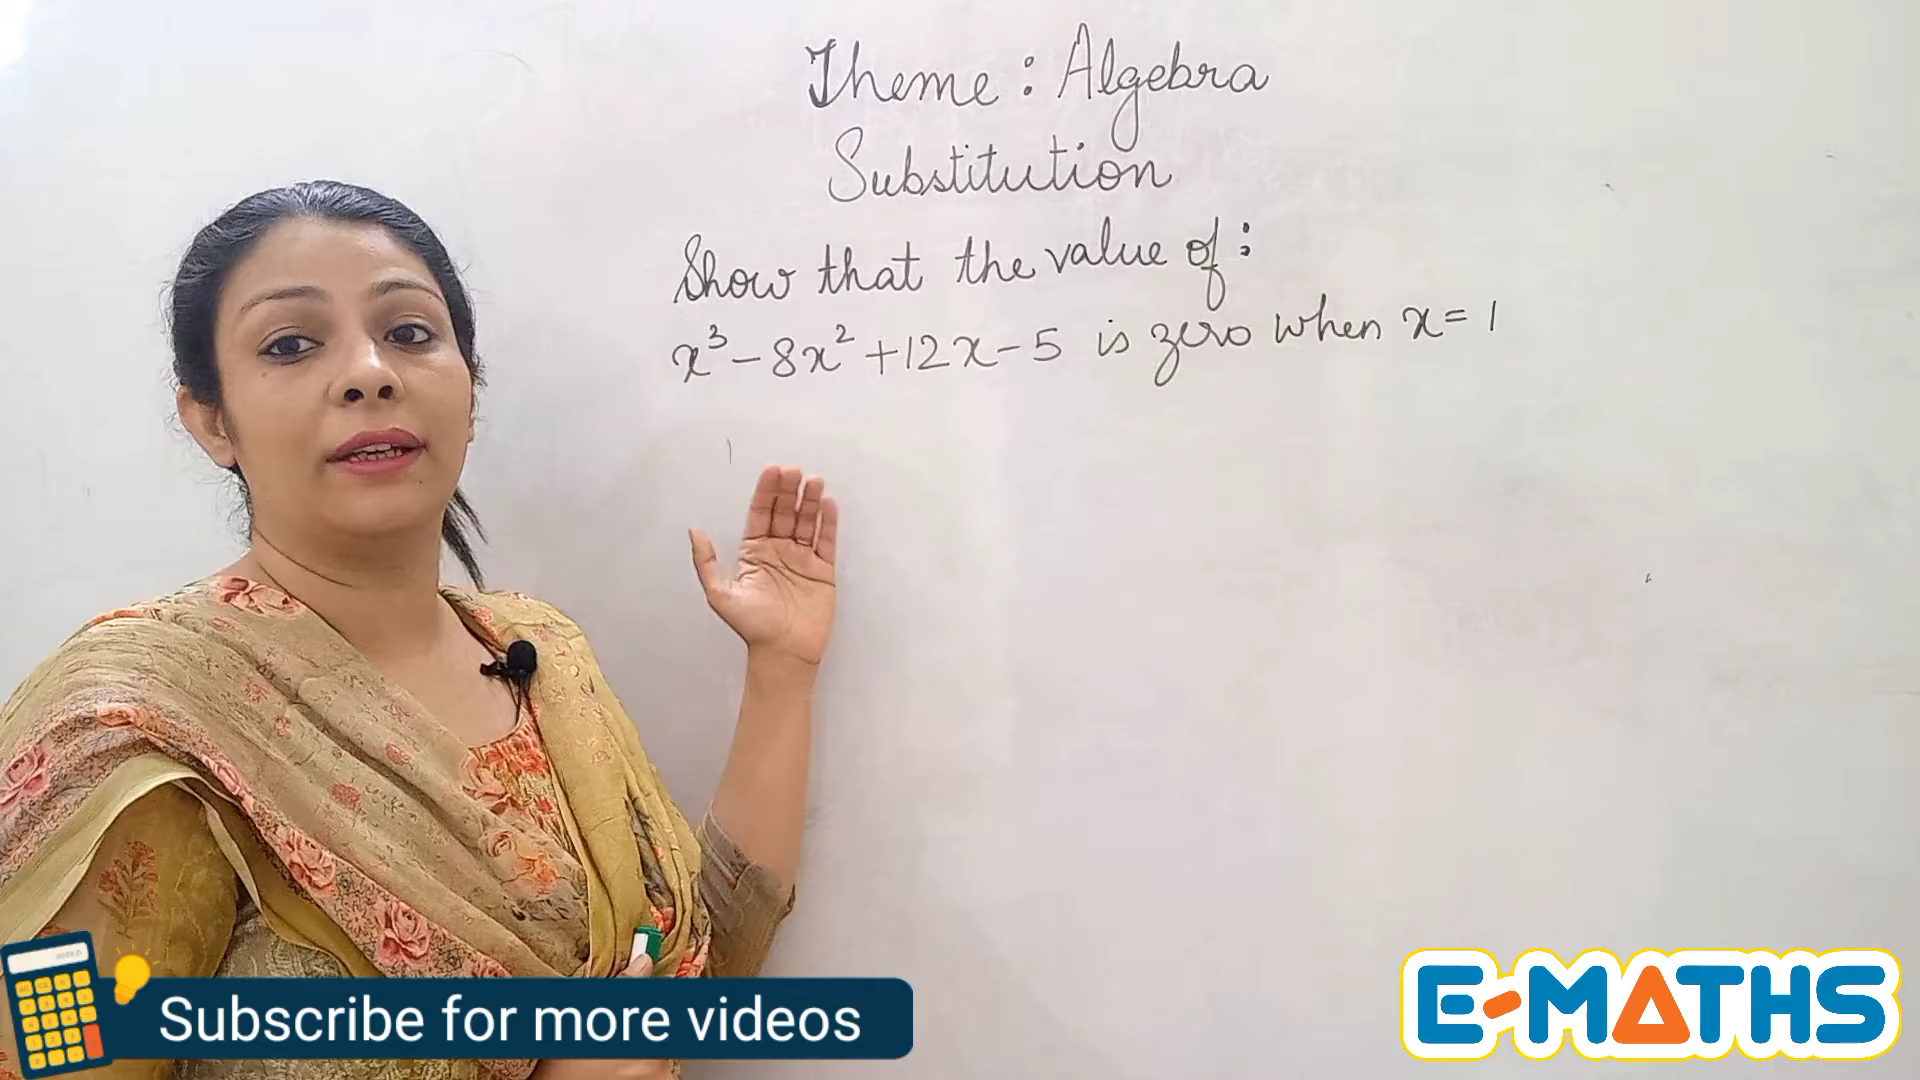 Theme : Algebra
Substitution
Show that the value of :
x³ - 8x² + 12x - 5 is zero when x = 1
Subscribe for more videos
E-MATHS